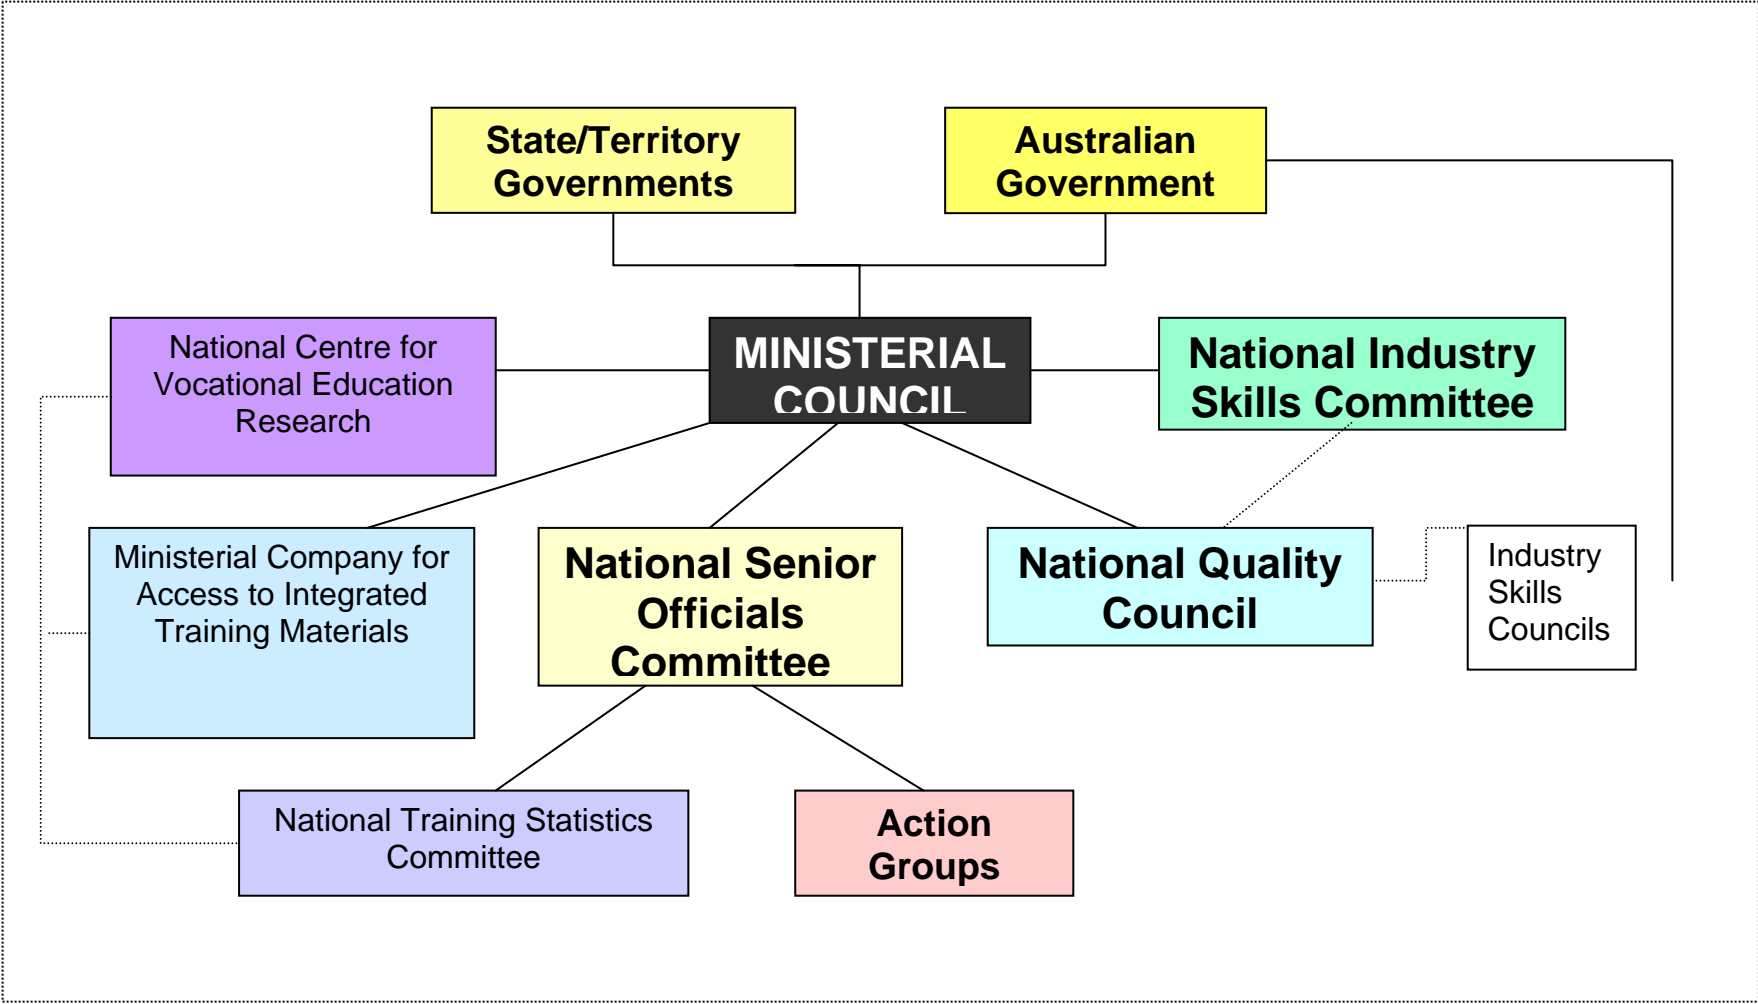 State/Territory
Governments
Australian
Government
National Centre for
Vocational Education
Research
MINISTERIAL
COUNCIL
National Industry
Skills Committee
Ministerial Company for
Access to Integrated
Training Materials
National Senior
Officials
Committee
National Quality
Council
Industry
Skills
Councils
National Training Statistics
Committee
Action
Groups